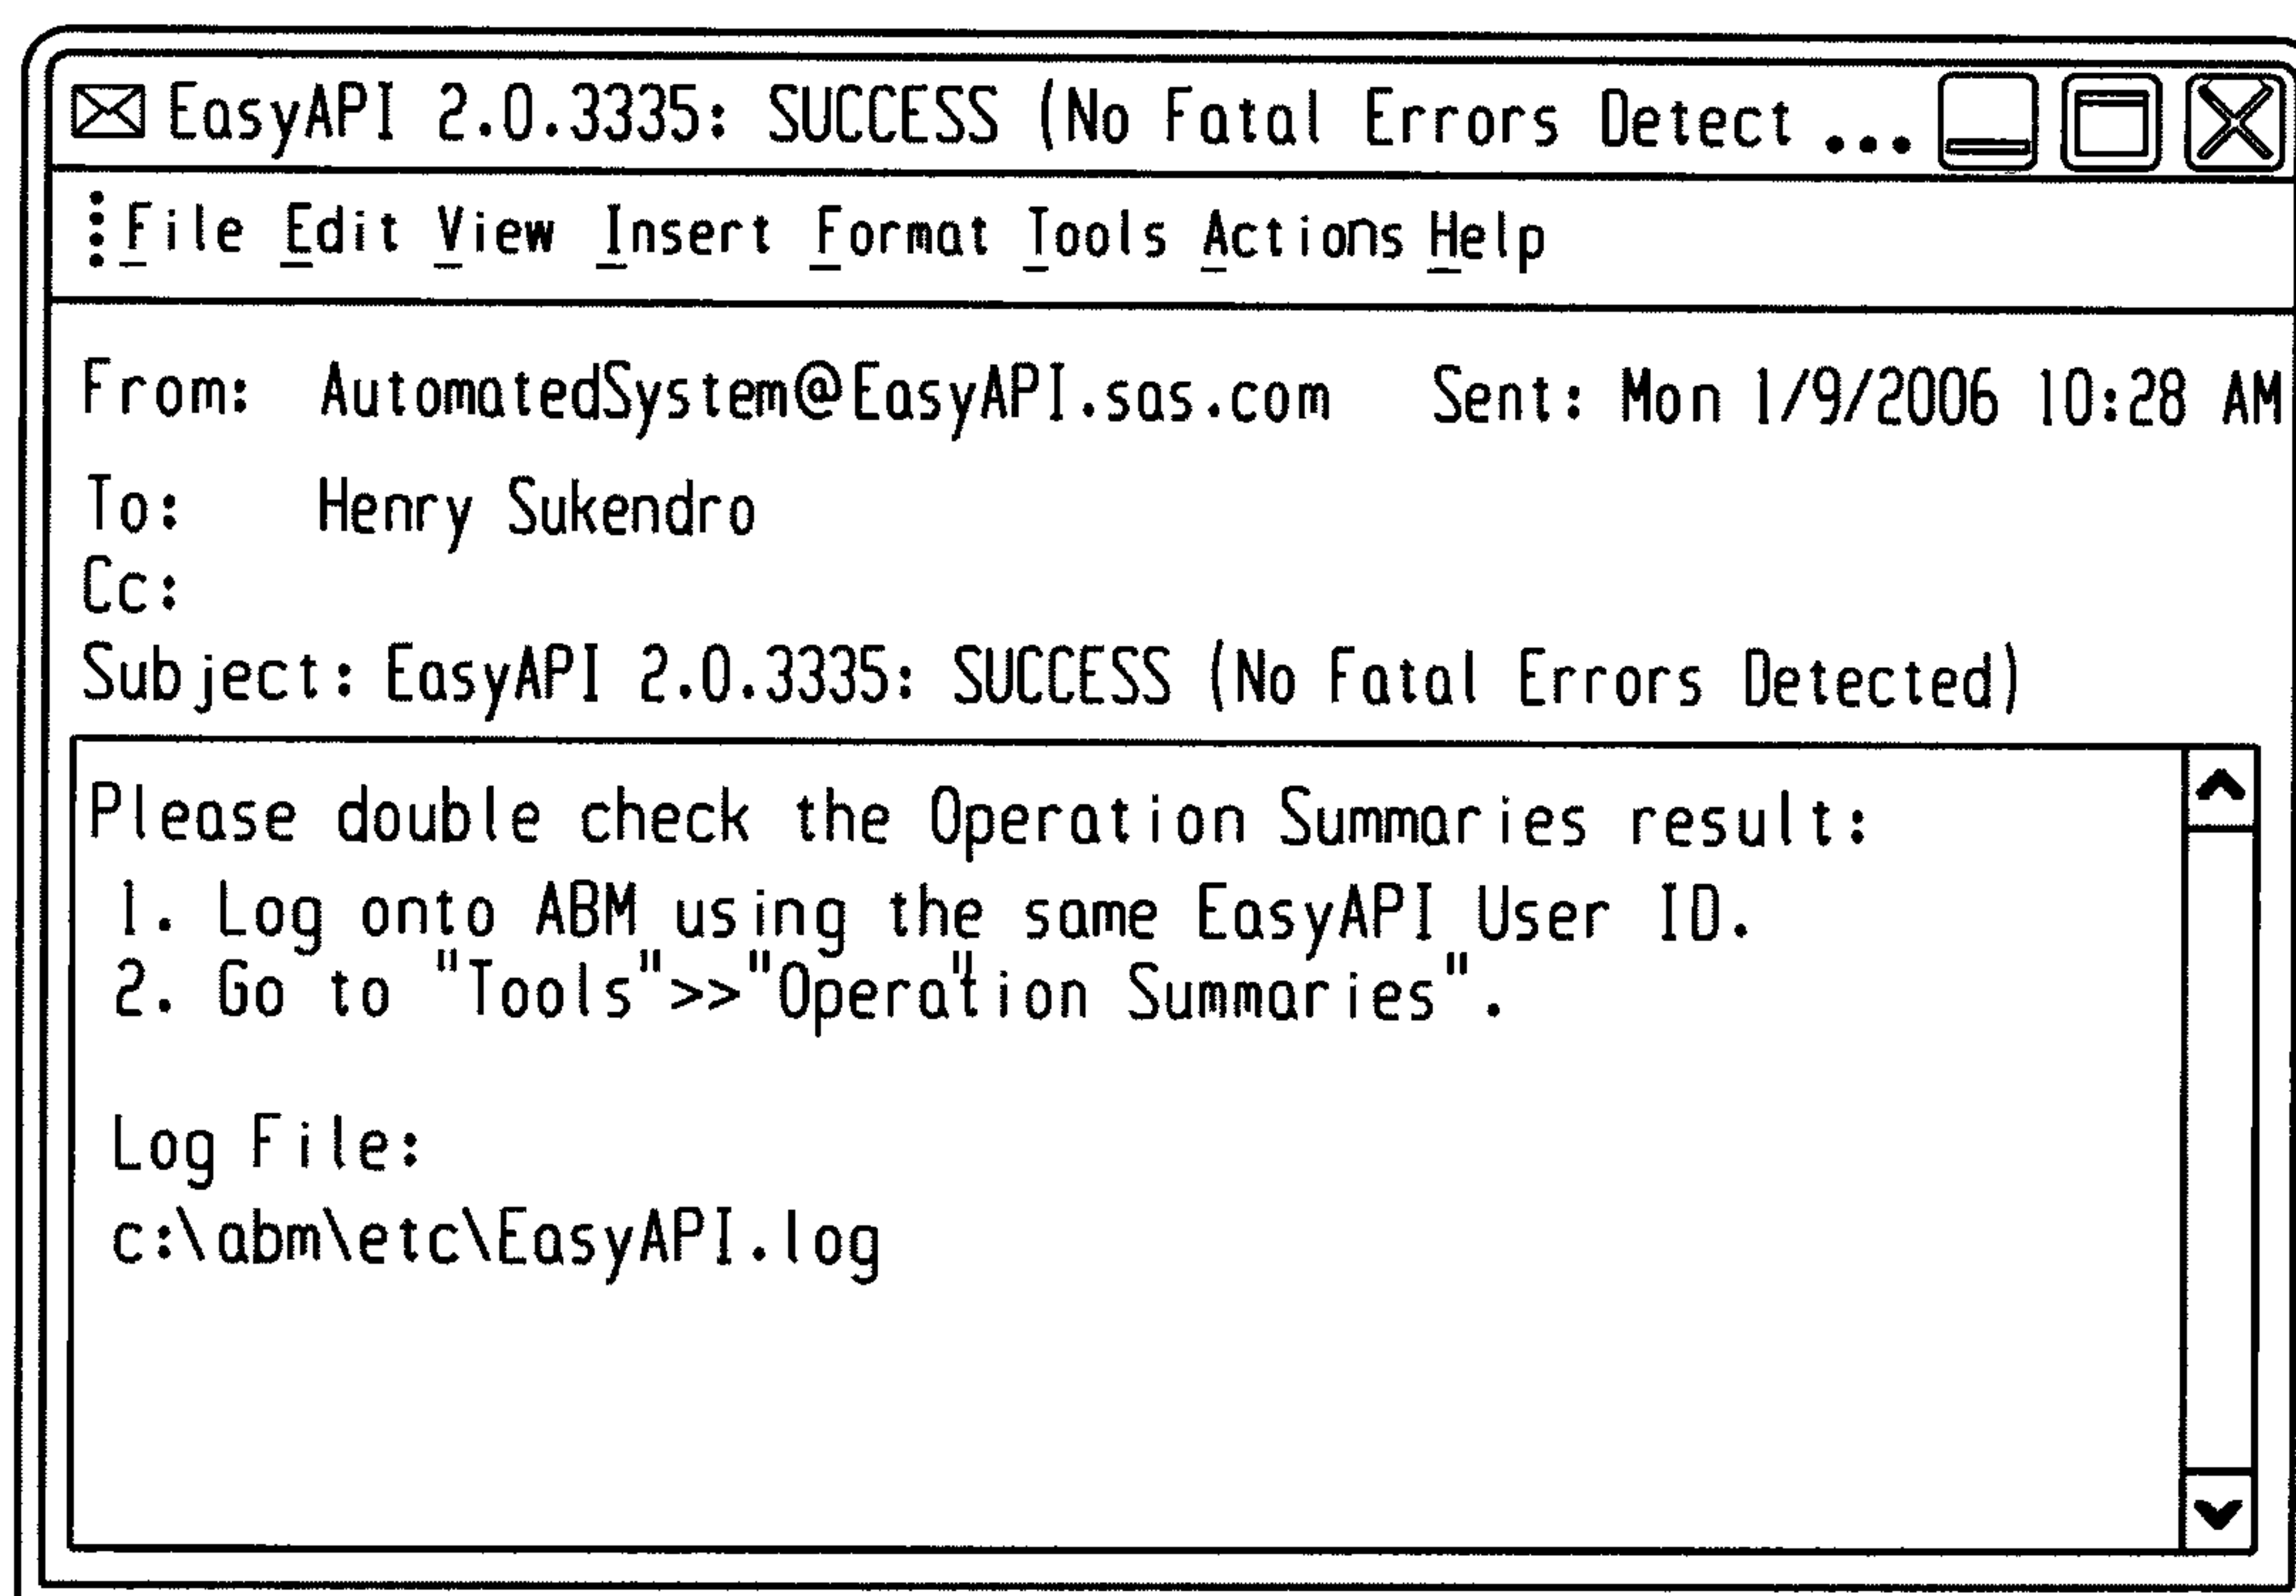 EasyAPI 2.0.3335: SUCCESS (No Fatal Errors Detect ...
File Edit View Insert Format Tools Actions Help
From: AutomatedSystem@EasyAPI.sas.com Sent: Mon 1/9/2006 10:28 AM
To: Henry Sukendro
Cc:
Subject: EasyAPI 2.0.3335: SUCCESS (No Fatal Errors Detected)
Please double check the Operation Summaries result:
1. Log onto ABM using the same EasyAPI User ID.
2. Go to "Tools">>"Operation Summaries".
Log File:
c:\abm\etc\EasyAPI.log